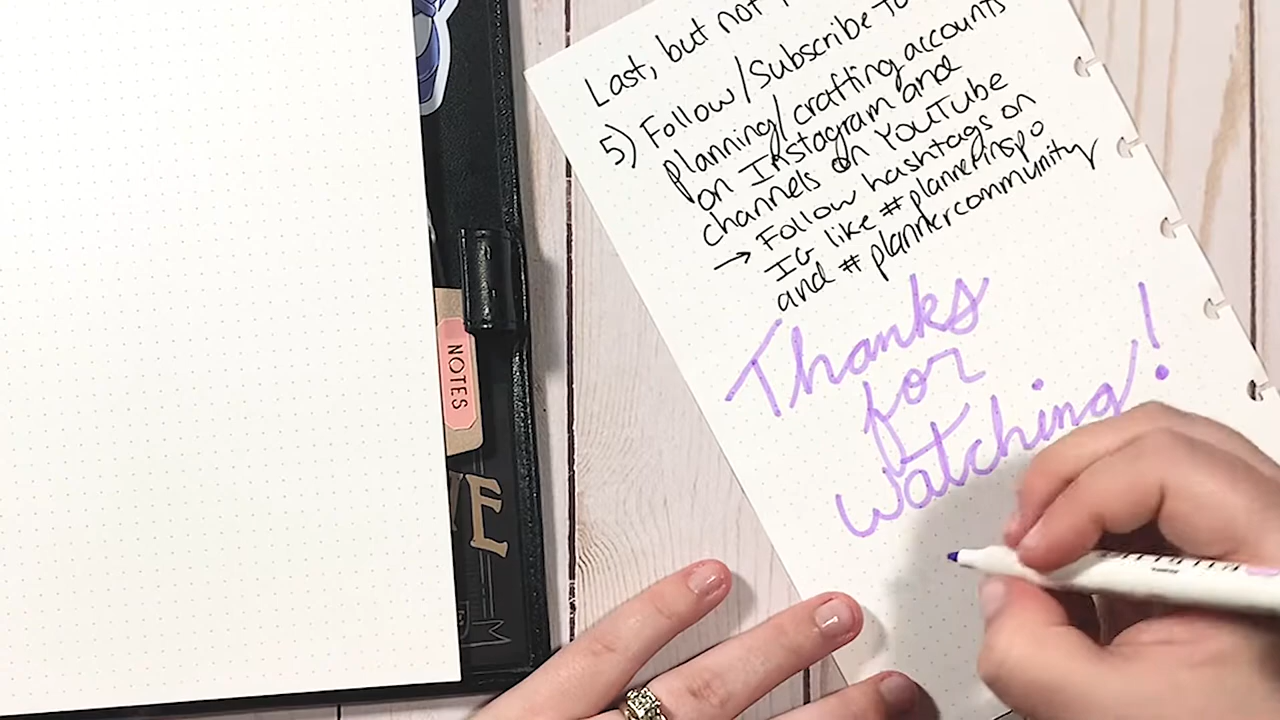 Last, but not
5) Follow/Subscribe to
planning/crafting accounts
on Instagram and
channels on YouTube
→ Follow hashtags on
IG like #plannerinspo
and #plannercommunity
Thanks
for
watching!
NOTES